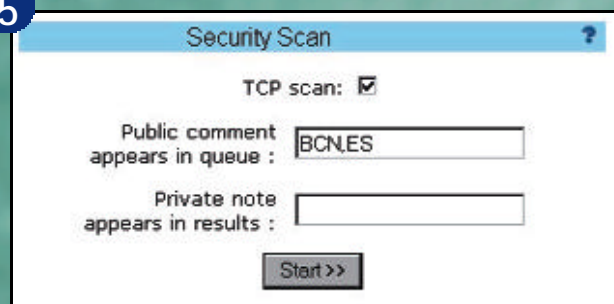 5
Security Scan ?
TCP scan:
Public comment
appears in queue : BCN,ES
Private note
appears in results :
Start >>